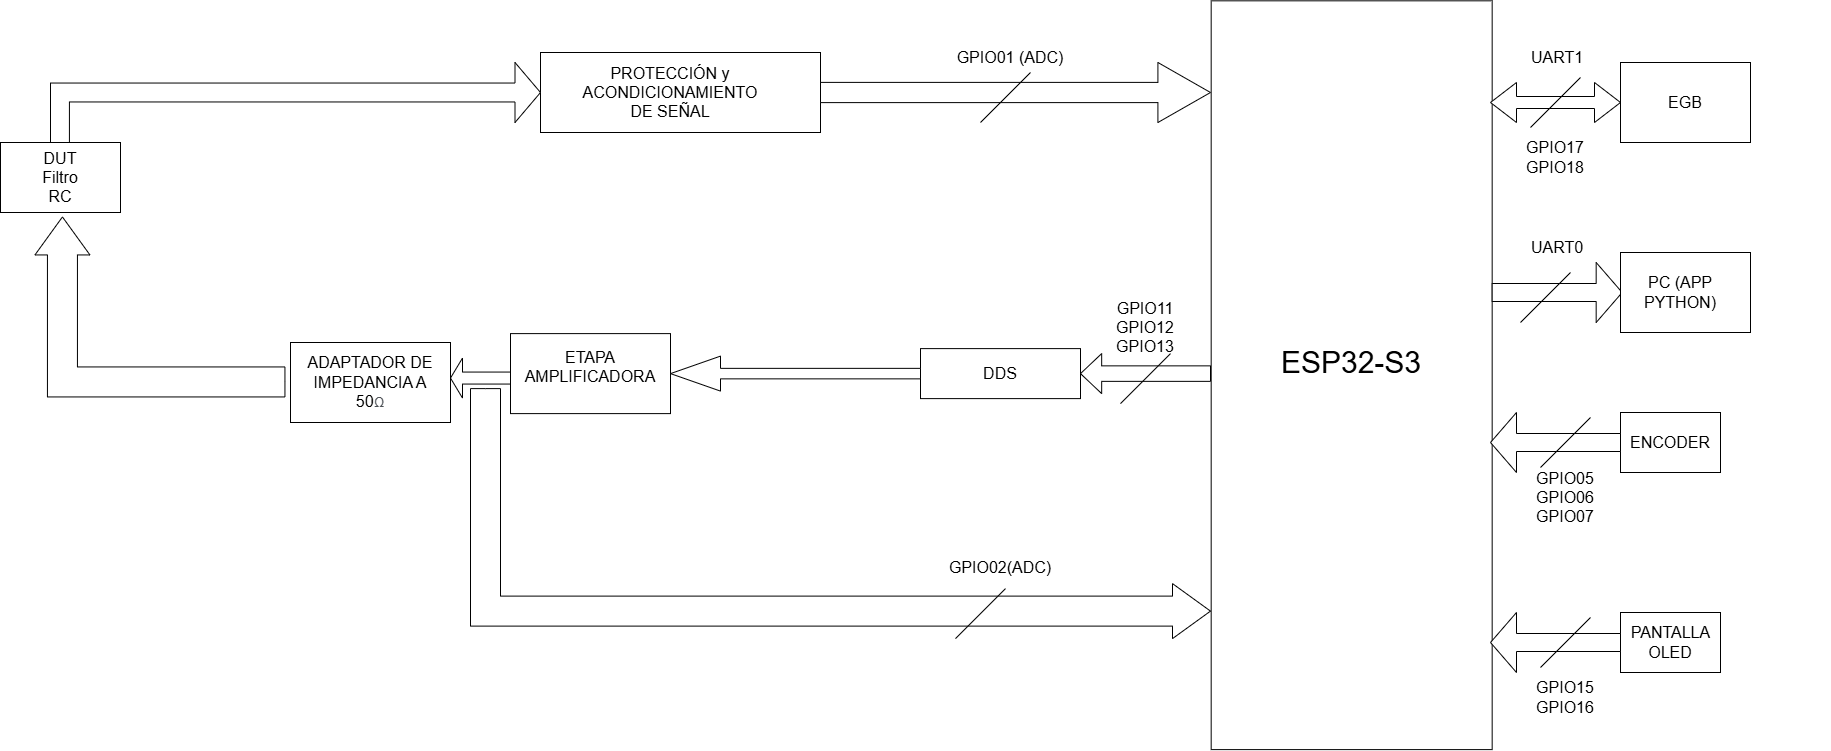 GPIO01 (ADC)
UART1
PROTECCIÓN y
ACONDICIONAMIENTO
DE SEÑAL
EGB
GPIO17
GPIO18
DUT
Filtro
RC
UART0
PC (APP
PYTHON)
GPIO11
GPIO12
GPIO13
ADAPTADOR DE
IMPEDANCIA A
50Ω
ETAPA
AMPLIFICADORA
DDS
ESP32-S3
ENCODER
GPIO05
GPIO06
GPIO07
GPIO02(ADC)
PANTALLA
OLED
GPIO15
GPIO16